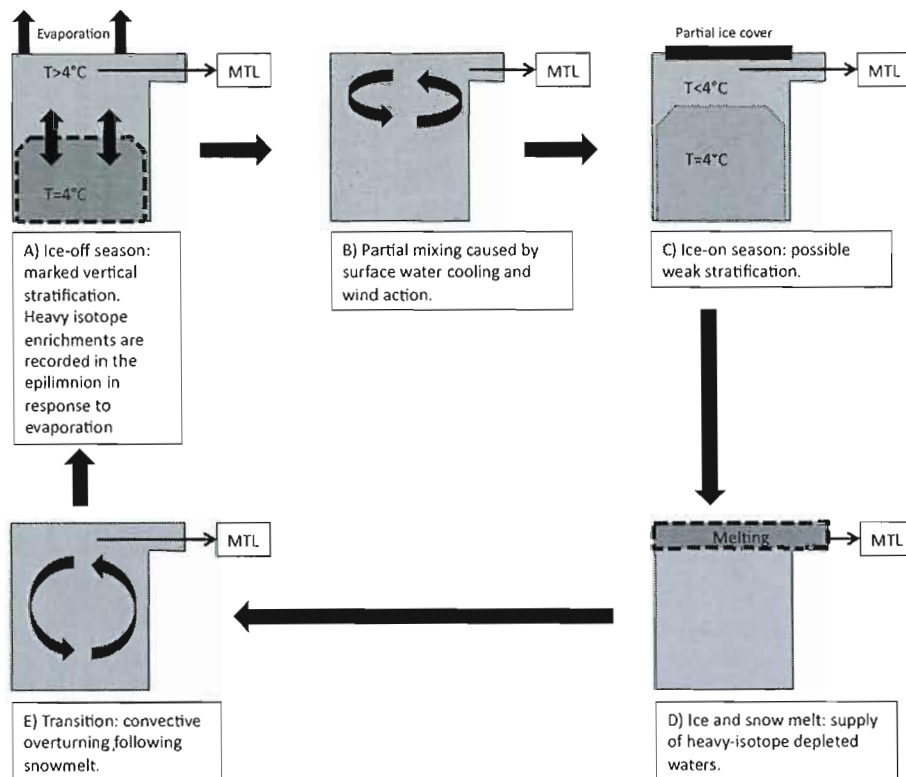 Evaporation
T>4°C
MTL
T=4°C
A) Ice-off season:
marked vertical
stratification.
Heavy isotope
enrichments are
recorded in the
epilimnion in
response to
evaporation
MTL
B) Partial mixing caused by
surface water cooling and
wind action.
Partial ice cover
MTL
T<4°C
T=4°C
C) Ice-on season: possible
weak stratification.
Melting
MTL
D) Ice and snow melt: supply
of heavy-isotope depleted
waters.
MTL
E) Transition: convective
overturning following
snowmelt.